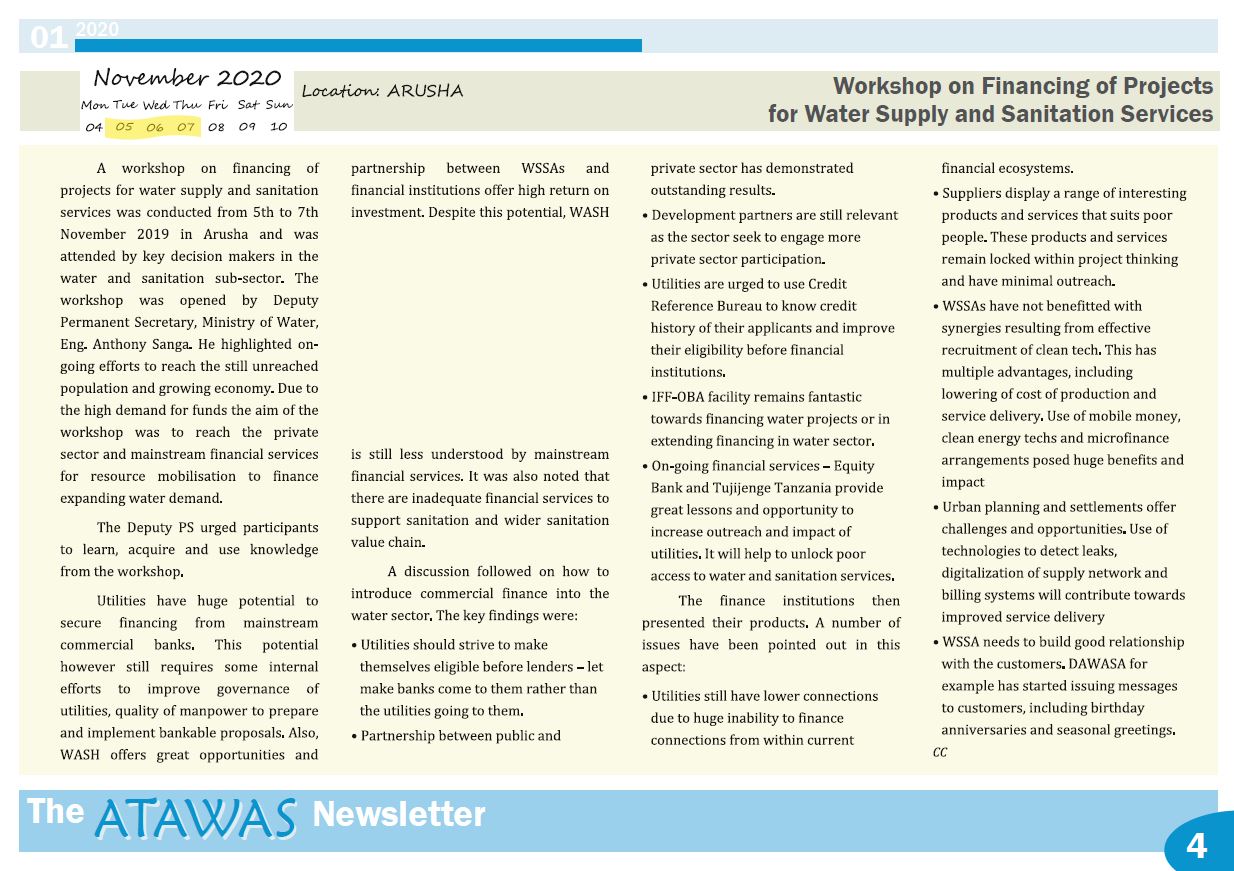 01 2020
November 2020
Mon Tue Wed Thu Fri Sat Sun
04 05 06 07 08 09 10
Location: ARUSHA
Workshop on Financing of Projects
for Water Supply and Sanitation Services
A workshop on financing of
projects for water supply and sanitation
services was conducted from 5th to 7th
November 2019 in Arusha and was
attended by key decision makers in the
water and sanitation sub-sector. The
workshop was opened by Deputy
Permanent Secretary, Ministry of Water,
Eng. Anthony Sanga. He highlighted on-
going efforts to reach the still unreached
population and growing economy. Due to
the high demand for funds the aim of the
workshop was to reach the private
sector and mainstream financial services
for resource mobilisation to finance
expanding water demand.
The Deputy PS urged participants
to learn, acquire and use knowledge
from the workshop.
Utilities have huge potential to
secure financing from mainstream
commercial banks. This potential
however still requires some internal
efforts to improve governance of
utilities, quality of manpower to prepare
and implement bankable proposals. Also,
WASH offers great opportunities and
partnership between WSSAs and
financial institutions offer high return on
investment. Despite this potential, WASH
is still less understood by mainstream
financial services. It was also noted that
there are inadequate financial services to
support sanitation and wider sanitation
value chain.
A discussion followed on how to
introduce commercial finance into the
water sector. The key findings were:
• Utilities should strive to make
themselves eligible before lenders – let
make banks come to them rather than
the utilities going to them.
• Partnership between public and
private sector has demonstrated
outstanding results.
• Development partners are still relevant
as the sector seek to engage more
private sector participation.
• Utilities are urged to use Credit
Reference Bureau to know credit
history of their applicants and improve
their eligibility before financial
institutions.
• IFF-OBA facility remains fantastic
towards financing water projects or in
extending financing in water sector.
• On-going financial services – Equity
Bank and Tujijenge Tanzania provide
great lessons and opportunity to
increase outreach and impact of
utilities. It will help to unlock poor
access to water and sanitation services.
The finance institutions then
presented their products. A number of
issues have been pointed out in this
aspect:
• Utilities still have lower connections
due to huge inability to finance
connections from within current
financial ecosystems.
• Suppliers display a range of interesting
products and services that suits poor
people. These products and services
remain locked within project thinking
and have minimal outreach.
• WSSAs have not benefitted with
synergies resulting from effective
recruitment of clean tech. This has
multiple advantages, including
lowering of cost of production and
service delivery. Use of mobile money,
clean energy techs and microfinance
arrangements posed huge benefits and
impact
• Urban planning and settlements offer
challenges and opportunities. Use of
technologies to detect leaks,
digitalization of supply network and
billing systems will contribute towards
improved service delivery
• WSSA needs to build good relationship
with the customers. DAWASA for
example has started issuing messages
to customers, including birthday
anniversaries and seasonal greetings.
CC
The ATAWAS Newsletter
4